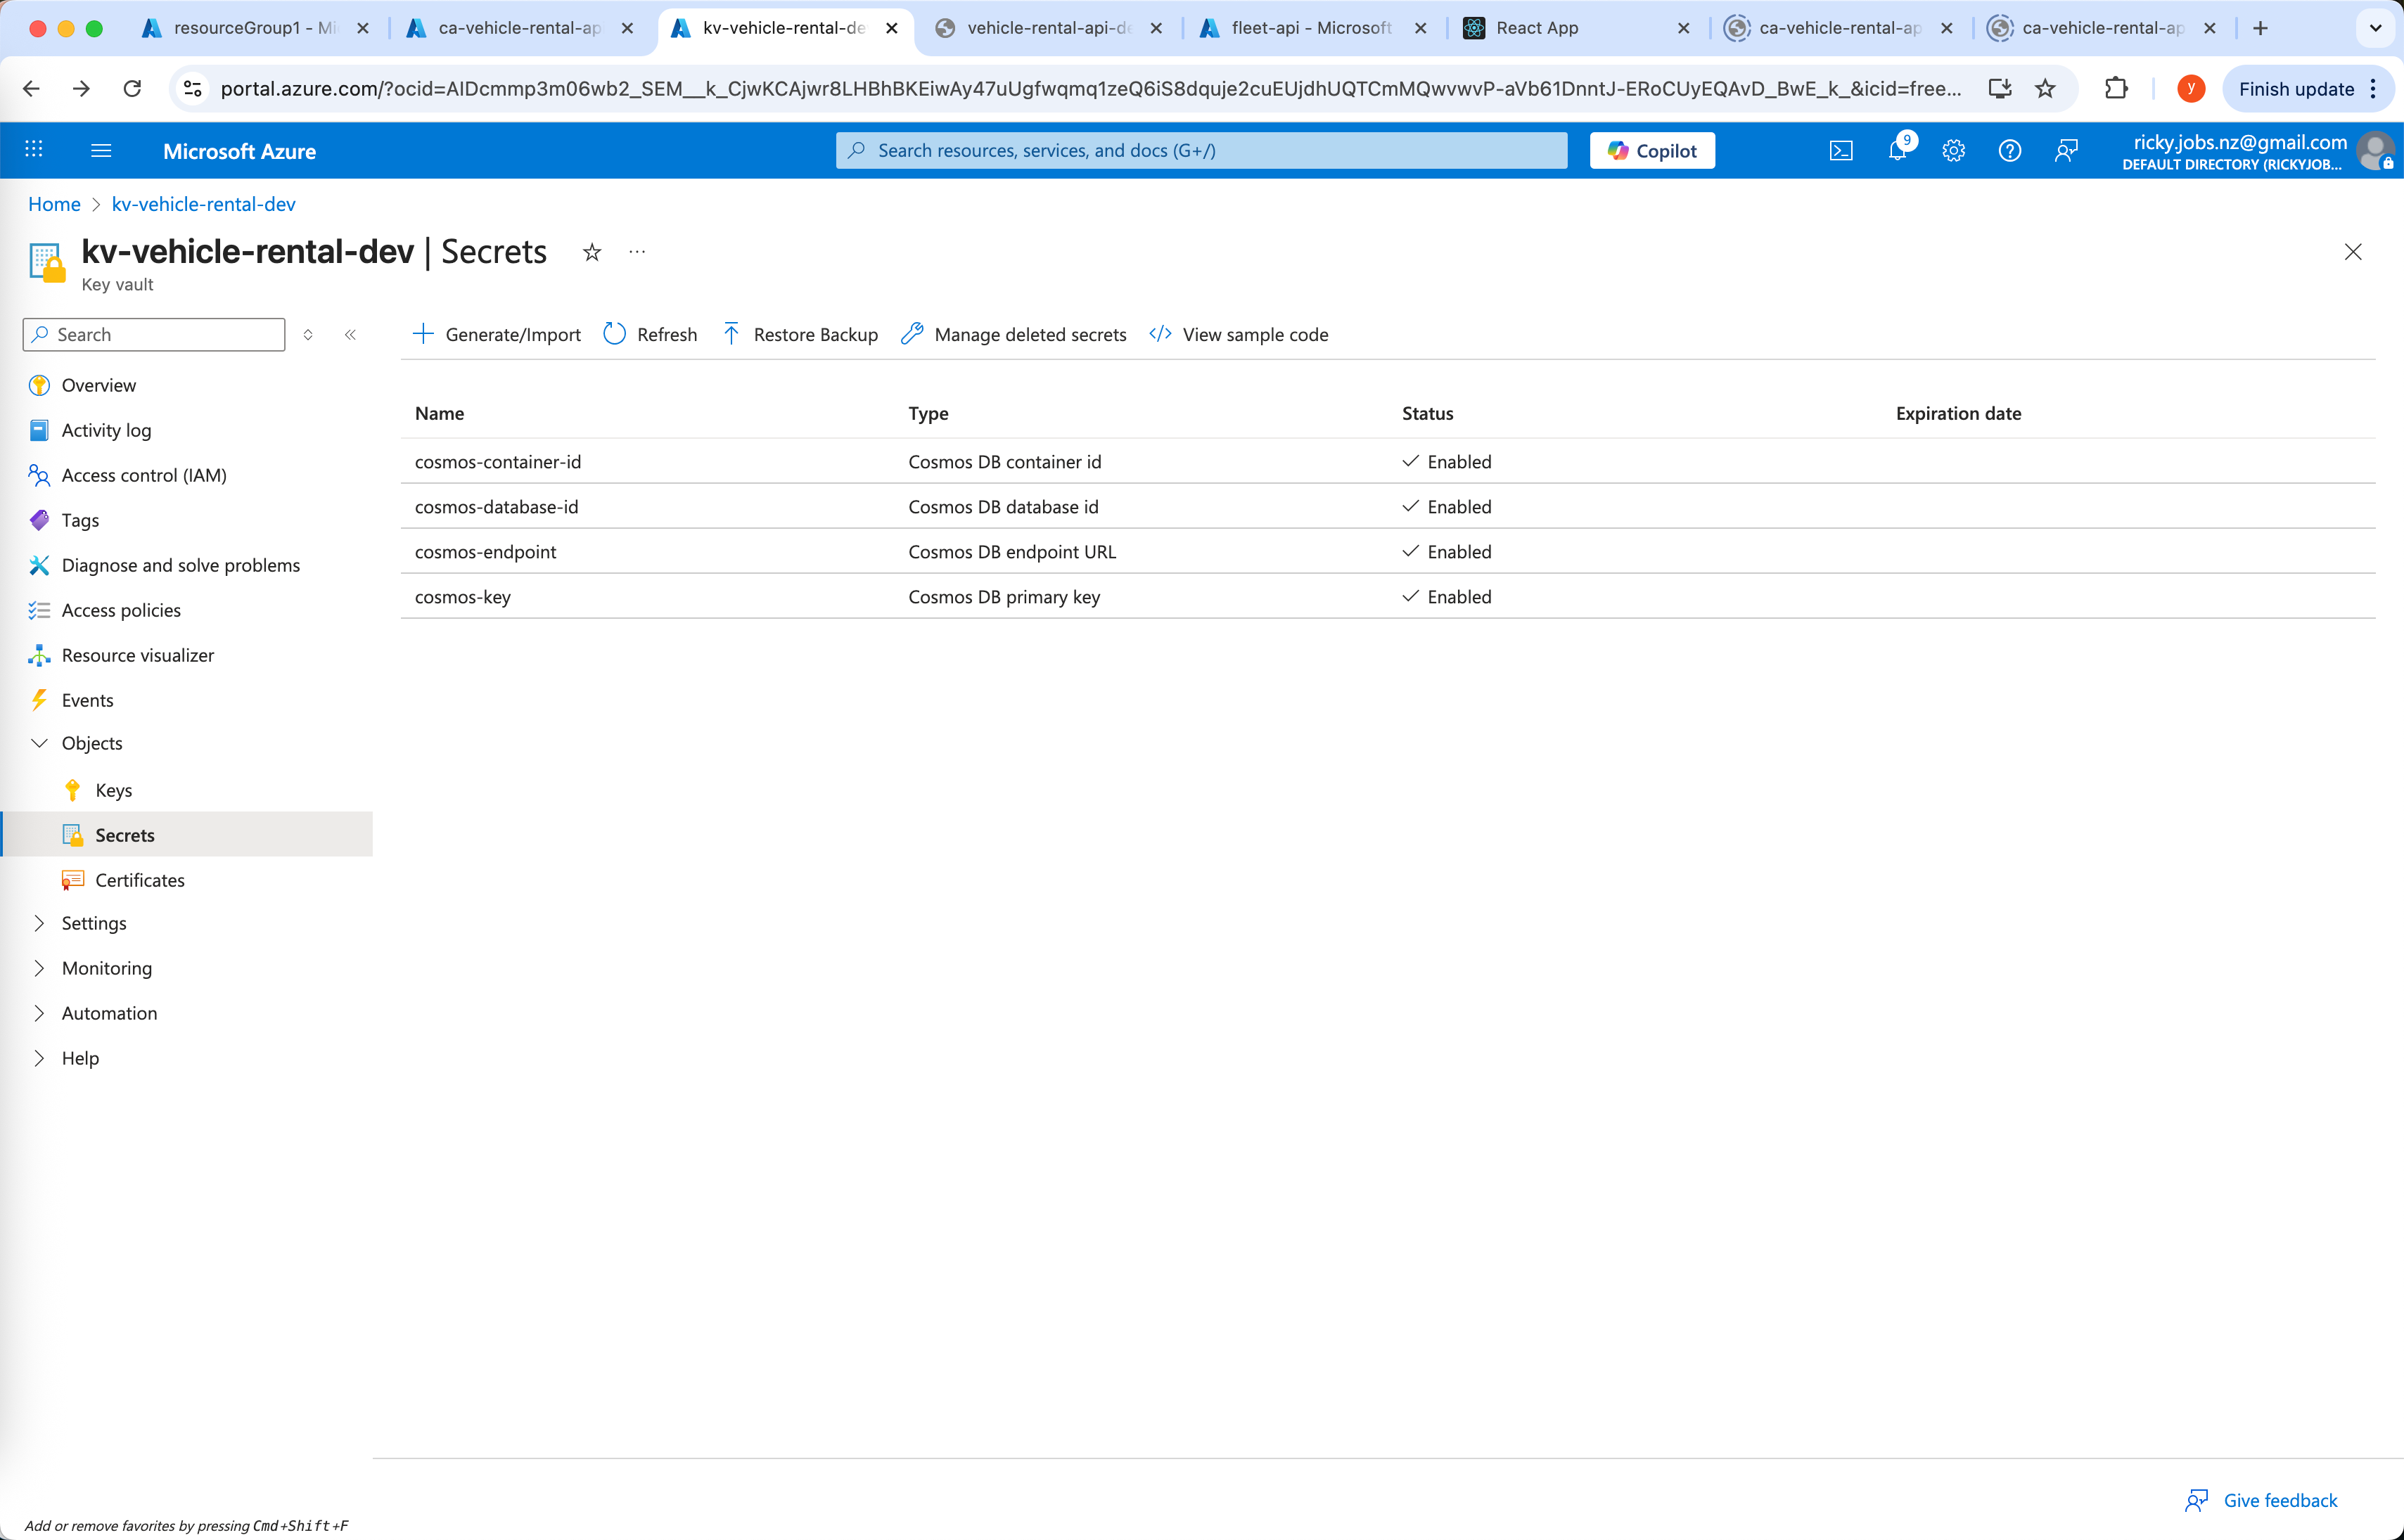 resourceGroup1 - Mi
ca-vehicle-rental-ap
kv-vehicle-rental-de
vehicle-rental-api-de
fleet-api - Microsoft
React App
ca-vehicle-rental-ap
ca-vehicle-rental-ap
portal.azure.com/?ocid=AIDcmmp3m06wb2_SEM__k_CjwKCAjwr8LHBhBKEiwAy47uUgfwqmq1zeQ6iS8dquje2cuEUjdhUQTCmMQwvwvP-aVb61DnntJ-ERoCUyEQAvD_BwE_k_&icid=free...
y
Finish update
Microsoft Azure
Search resources, services, and docs (G+/)
Copilot
9
ricky.jobs.nz@gmail.com
DEFAULT DIRECTORY (RICKYJOB...
Home > kv-vehicle-rental-dev
kv-vehicle-rental-dev | Secrets
Key vault
Search
Generate/Import
Refresh
Restore Backup
Manage deleted secrets
View sample code
Overview
Activity log
Access control (IAM)
Tags
Diagnose and solve problems
Access policies
Resource visualizer
Events
Objects
Keys
Secrets
Certificates
Settings
Monitoring
Automation
Help
Name Type Status Expiration date
cosmos-container-id Cosmos DB container id Enabled
cosmos-database-id Cosmos DB database id Enabled
cosmos-endpoint Cosmos DB endpoint URL Enabled
cosmos-key Cosmos DB primary key Enabled
Give feedback
Add or remove favorites by pressing Cmd+Shift+F